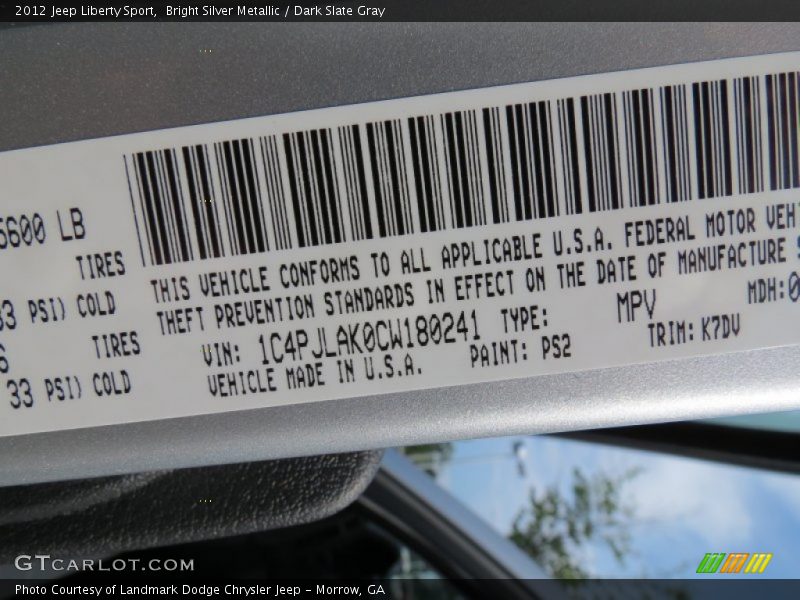 2012 Jeep Liberty Sport, Bright Silver Metallic / Dark Slate Gray
5600 LB
TIRES
33 PSI) COLD
TIRES
33 PSI) COLD
THIS VEHICLE CONFORMS TO ALL APPLICABLE U.S.A. FEDERAL MOTOR VEH
THEFT PREVENTION STANDARDS IN EFFECT ON THE DATE OF MANUFACTURE
VIN: 1C4PJLAK0CW180241 TYPE: MPV MDH:0
VEHICLE MADE IN U.S.A. PAINT: PS2 TRIM: K7DV
GTCARLOT.COM
Photo Courtesy of Landmark Dodge Chrysler Jeep - Morrow, GA